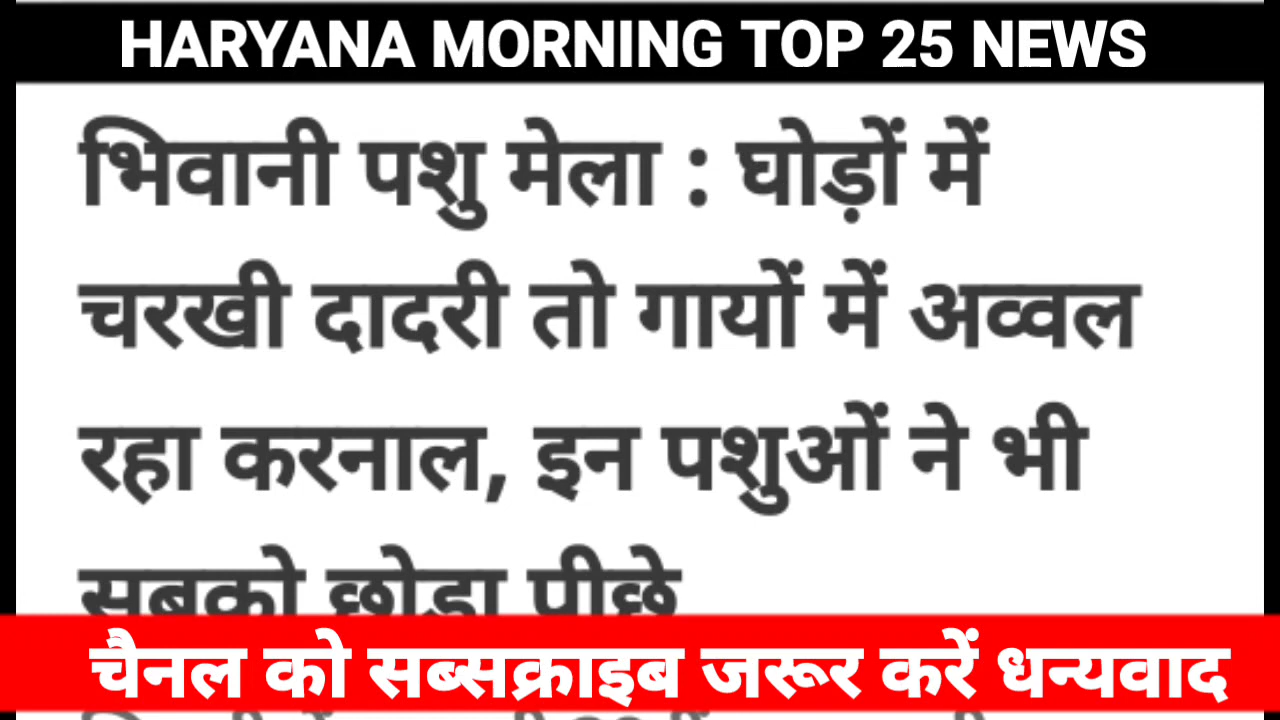 HARYANA MORNING TOP 25 NEWS
भिवानी पशु मेला : घोड़ों में
चरखी दादरी तो गायों में अव्वल
रहा करनाल, इन पशुओं ने भी
सबको छोड़ा पीछे
चैनल को सब्सक्राइब जरूर करें धन्यवाद